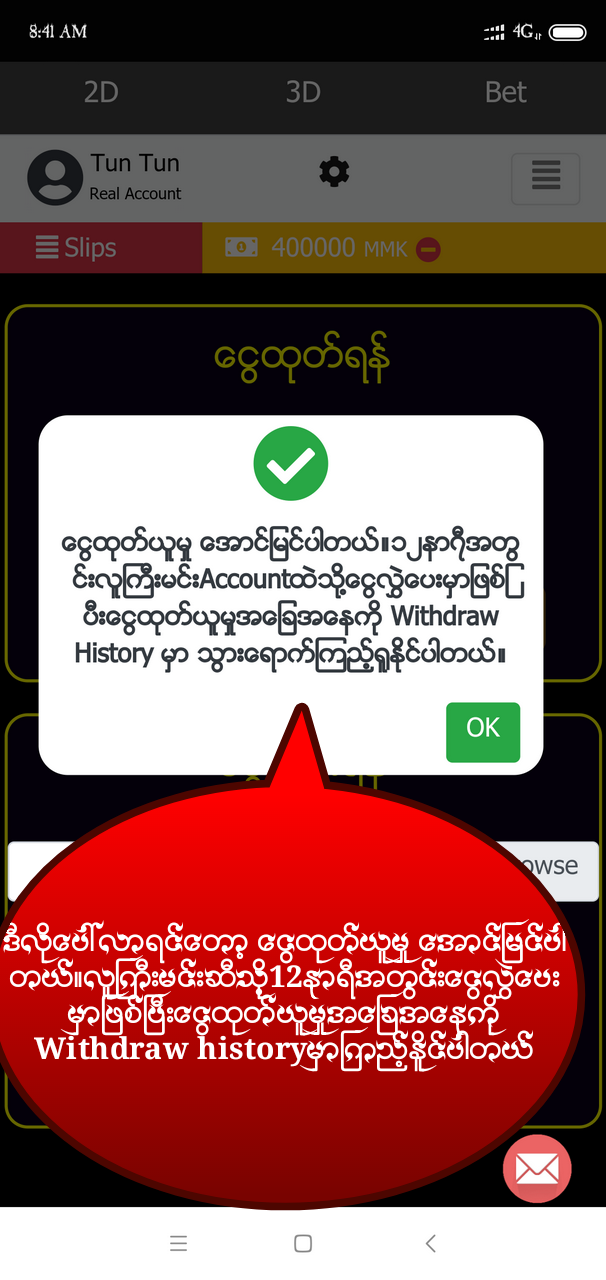 8:41 AM
4G
2D 3D Bet
Tun Tun
Real Account
Slips 400000 MMK
ငွေထုတ်ရန်
ငွေထုတ်ယူမှု အောင်မြင်ပါတယ်။၁၂နာရီအတွ
င်းလူကြီးမင်းAccountထဲသို့ငွေလွှဲပေးမှာဖြစ်ပြ
ီးငွေထုတ်ယူမှုအခြေအနေကို Withdraw
History မှာ သွားရောက်ကြည့်ရှုနိုင်ပါတယ်။
OK
owse
ဒီလိုပေါ်လာရင်တော့ ငွေထုတ်ယူမှု အောင်မြင်ပါ
တယ်။လူကြီးမင်းဆီသို့12နာရီအတွင်းငွေလွှဲပေး
မှာဖြစ်ပြီးငွေထုတ်ယူမှုအခြေအနေကို
Withdraw historyမှာကြည့်နိူင်ပါတယ်